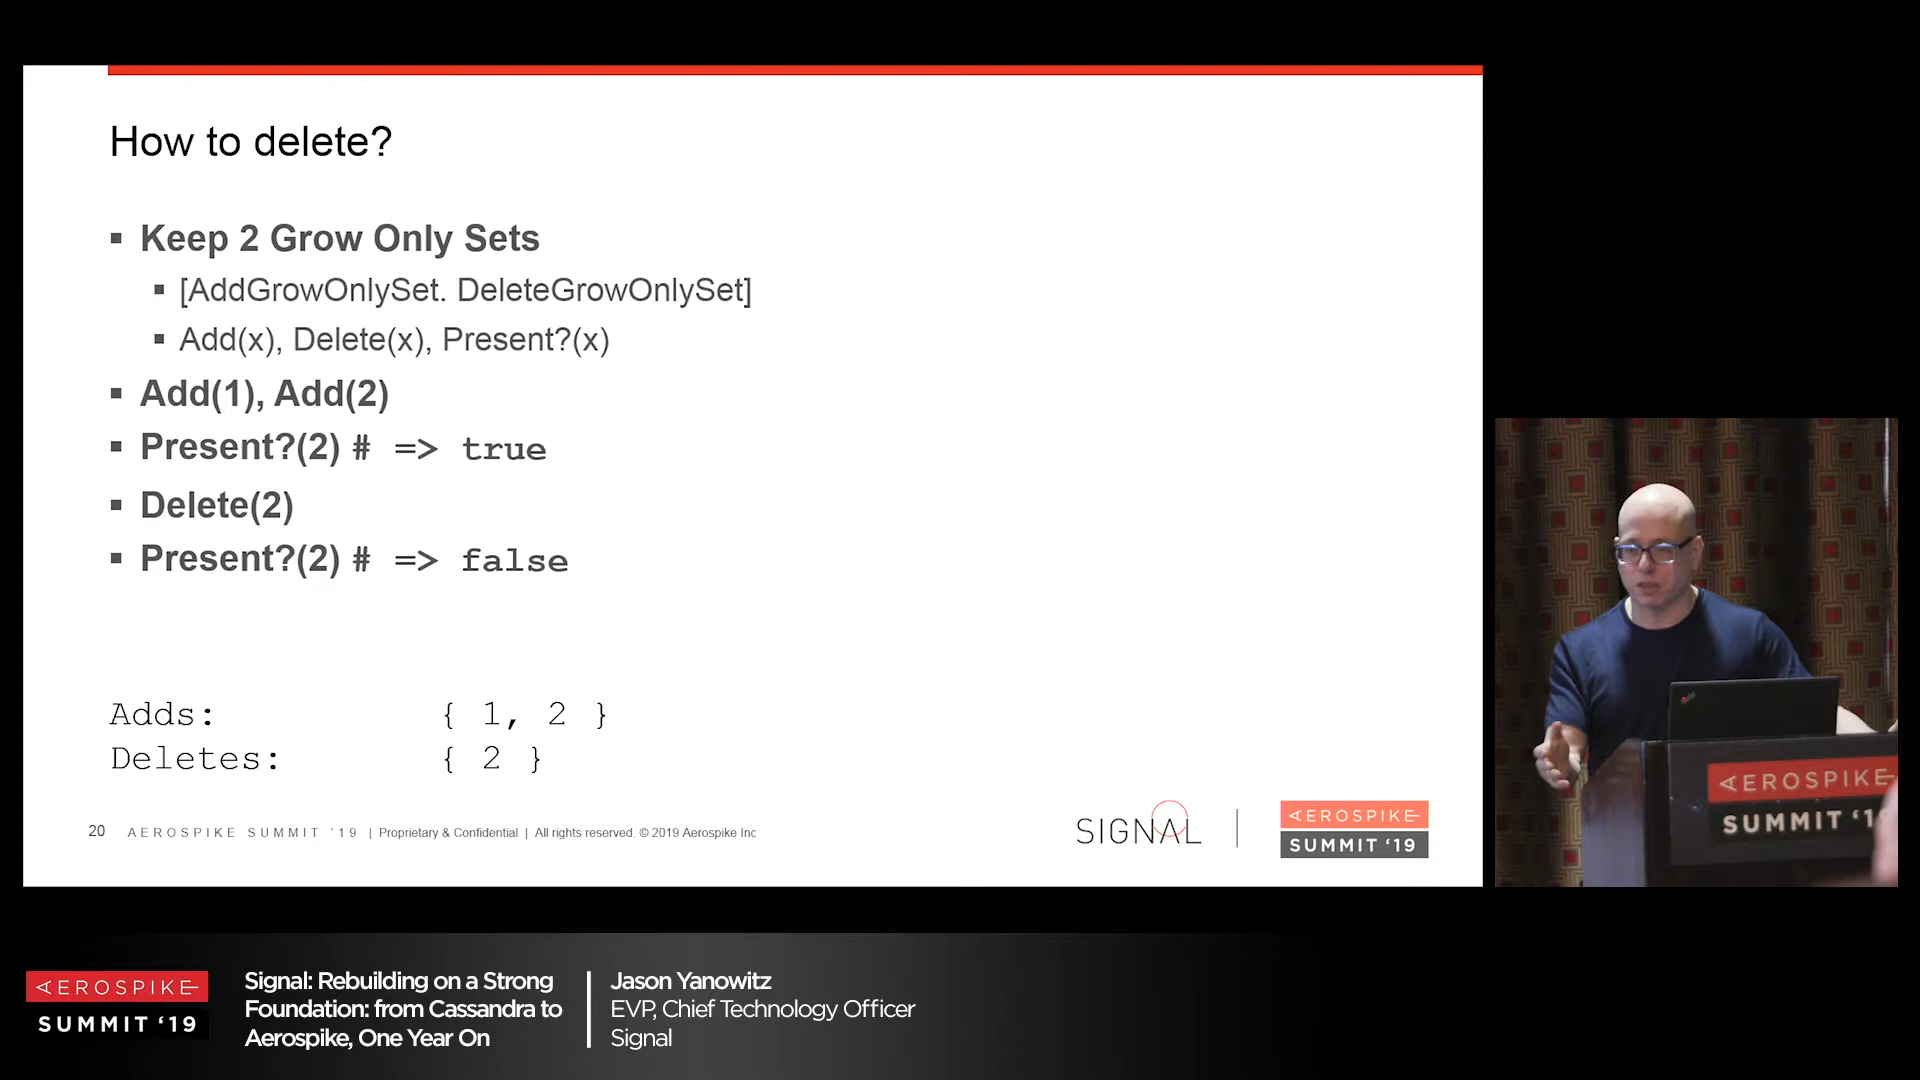 How to delete?
▪ Keep 2 Grow Only Sets
▪ [AddGrowOnlySet. DeleteGrowOnlySet]
▪ Add(x), Delete(x), Present?(x)
▪ Add(1), Add(2)
▪ Present?(2) # => true
▪ Delete(2)
▪ Present?(2) # => false
Adds: { 1, 2 }
Deletes: { 2 }
20 AEROSPIKE SUMMIT '19 | Proprietary & Confidential | All rights reserved. © 2019 Aerospike Inc
SIGNAL
AEROSPIKE
SUMMIT '19
AEROSPIKE
SUMMIT '19
AEROSPIKE
SUMMIT '19
Signal: Rebuilding on a Strong
Foundation: from Cassandra to
Aerospike, One Year On
Jason Yanowitz
EVP, Chief Technology Officer
Signal